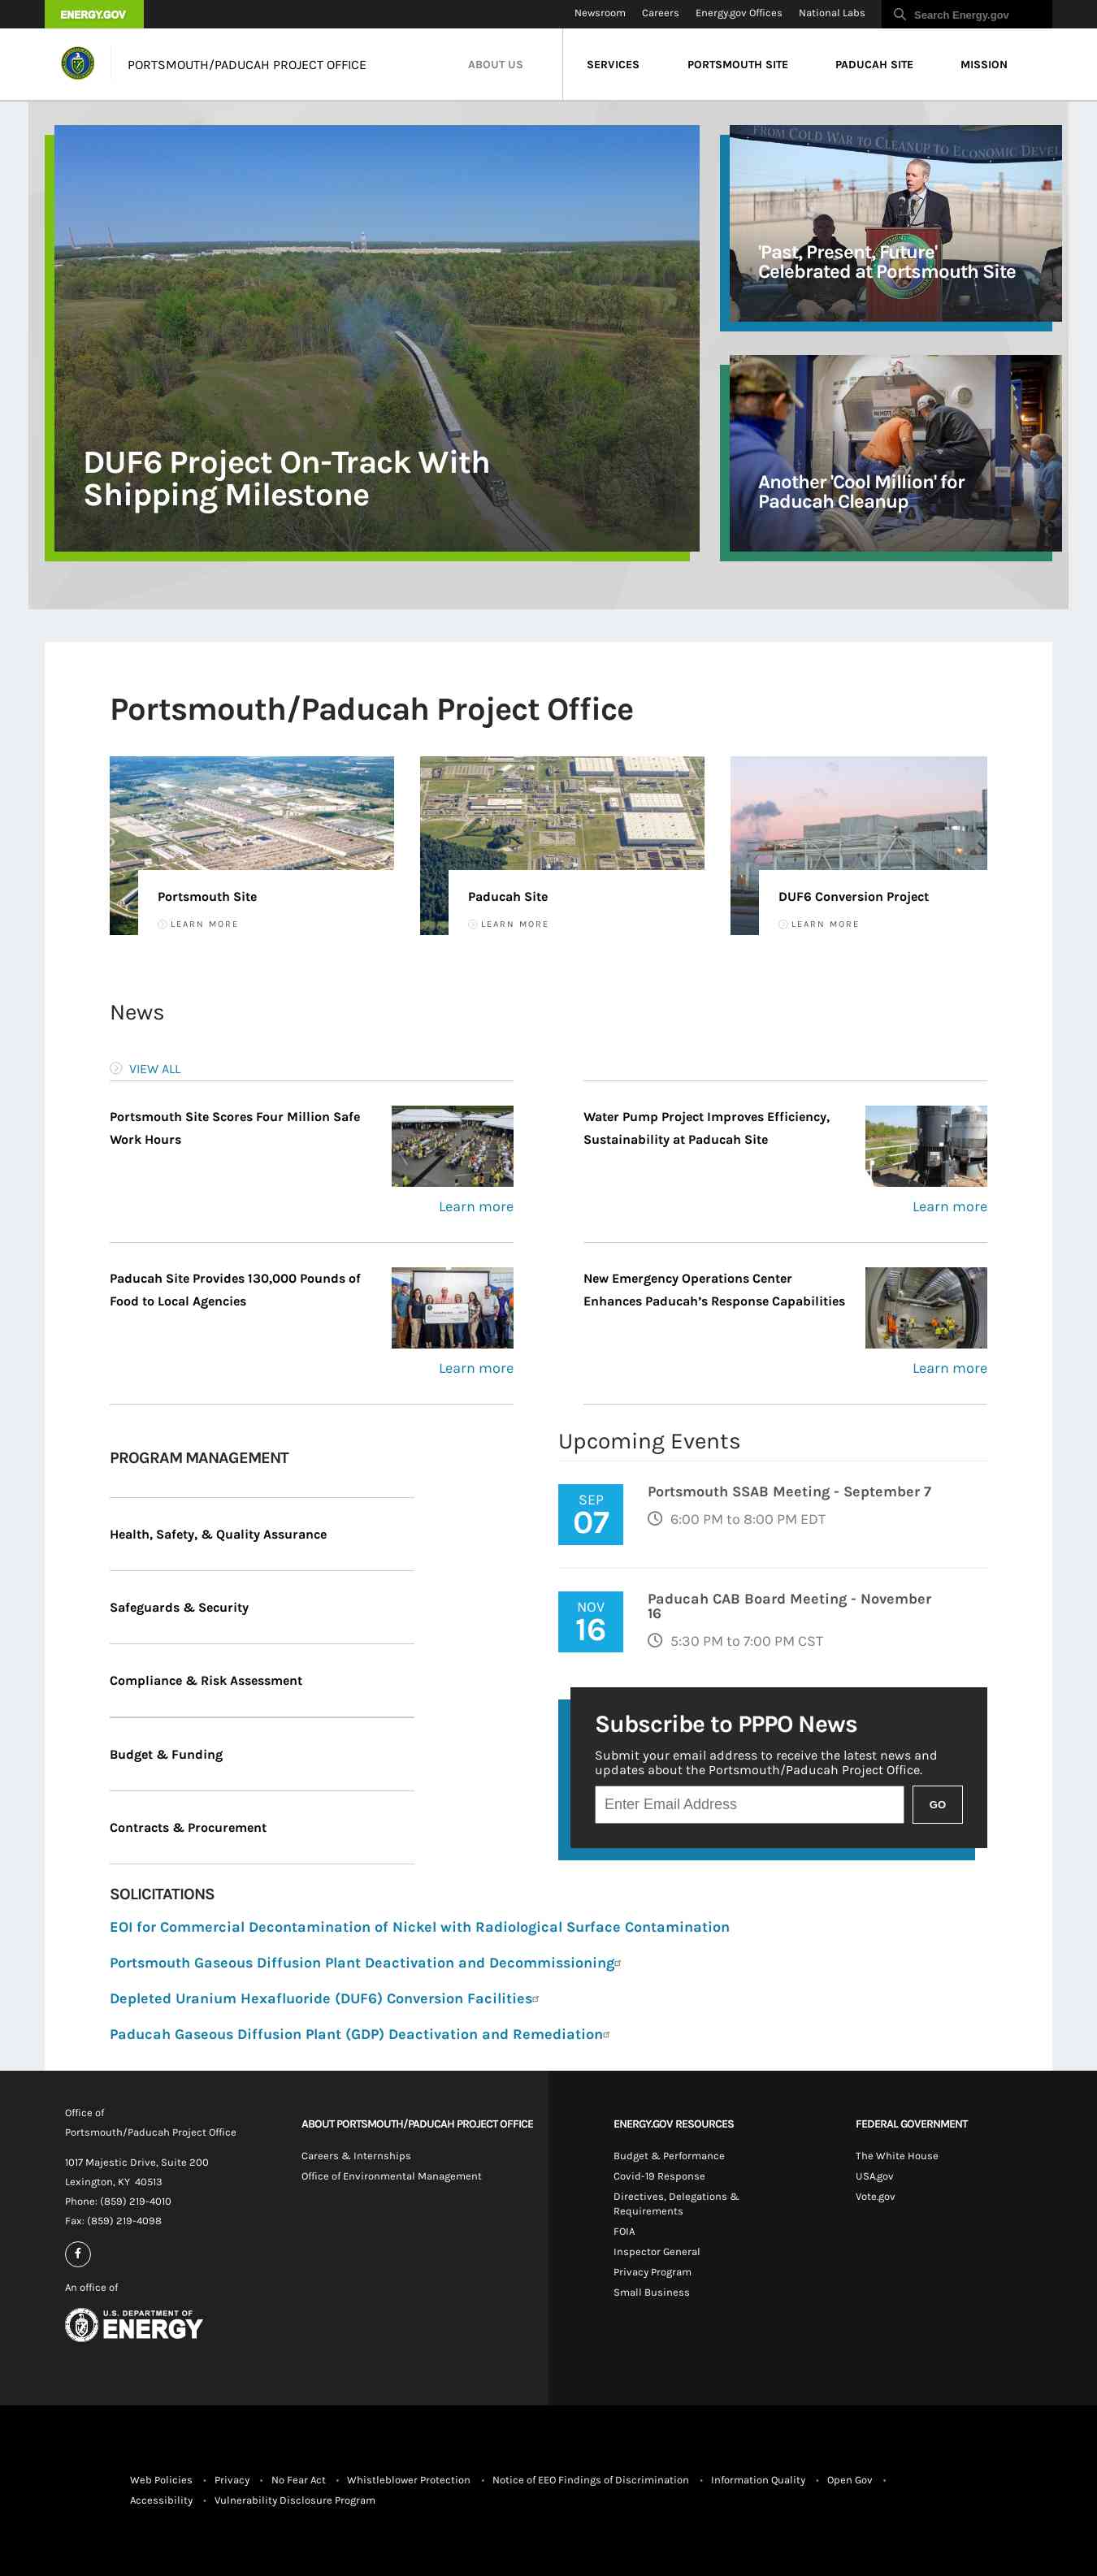 ENERGY.GOV
Newsroom Careers Energy.gov Offices National Labs Search Energy.gov
PORTSMOUTH/PADUCAH PROJECT OFFICE
ABOUT US SERVICES PORTSMOUTH SITE PADUCAH SITE MISSION
DUF6 Project On-Track With
Shipping Milestone
FROM COLD WAR TO CLEANUP TO ECONOMIC DEVEL
'Past, Present, Future'
Celebrated at Portsmouth Site
Another 'Cool Million' for
Paducah Cleanup
Portsmouth/Paducah Project Office
Portsmouth Site
LEARN MORE
Paducah Site
LEARN MORE
DUF6 Conversion Project
LEARN MORE
News
VIEW ALL
Portsmouth Site Scores Four Million Safe
Work Hours
Learn more
Water Pump Project Improves Efficiency,
Sustainability at Paducah Site
Learn more
Paducah Site Provides 130,000 Pounds of
Food to Local Agencies
Learn more
New Emergency Operations Center
Enhances Paducah’s Response Capabilities
Learn more
PROGRAM MANAGEMENT
Health, Safety, & Quality Assurance
Safeguards & Security
Compliance & Risk Assessment
Budget & Funding
Contracts & Procurement
Upcoming Events
SEP
07
Portsmouth SSAB Meeting - September 7
6:00 PM to 8:00 PM EDT
NOV
16
Paducah CAB Board Meeting - November
16
5:30 PM to 7:00 PM CST
Subscribe to PPPO News
Submit your email address to receive the latest news and
updates about the Portsmouth/Paducah Project Office.
Enter Email Address GO
SOLICITATIONS
EOI for Commercial Decontamination of Nickel with Radiological Surface Contamination
Portsmouth Gaseous Diffusion Plant Deactivation and Decommissioning
Depleted Uranium Hexafluoride (DUF6) Conversion Facilities
Paducah Gaseous Diffusion Plant (GDP) Deactivation and Remediation
Office of
Portsmouth/Paducah Project Office
1017 Majestic Drive, Suite 200
Lexington, KY 40513
Phone: (859) 219-4010
Fax: (859) 219-4098
An office of
U.S. DEPARTMENT OF
ENERGY
ABOUT PORTSMOUTH/PADUCAH PROJECT OFFICE
Careers & Internships
Office of Environmental Management
ENERGY.GOV RESOURCES
Budget & Performance
Covid-19 Response
Directives, Delegations &
Requirements
FOIA
Inspector General
Privacy Program
Small Business
FEDERAL GOVERNMENT
The White House
USA.gov
Vote.gov
Web Policies • Privacy • No Fear Act • Whistleblower Protection • Notice of EEO Findings of Discrimination • Information Quality • Open Gov •
Accessibility • Vulnerability Disclosure Program